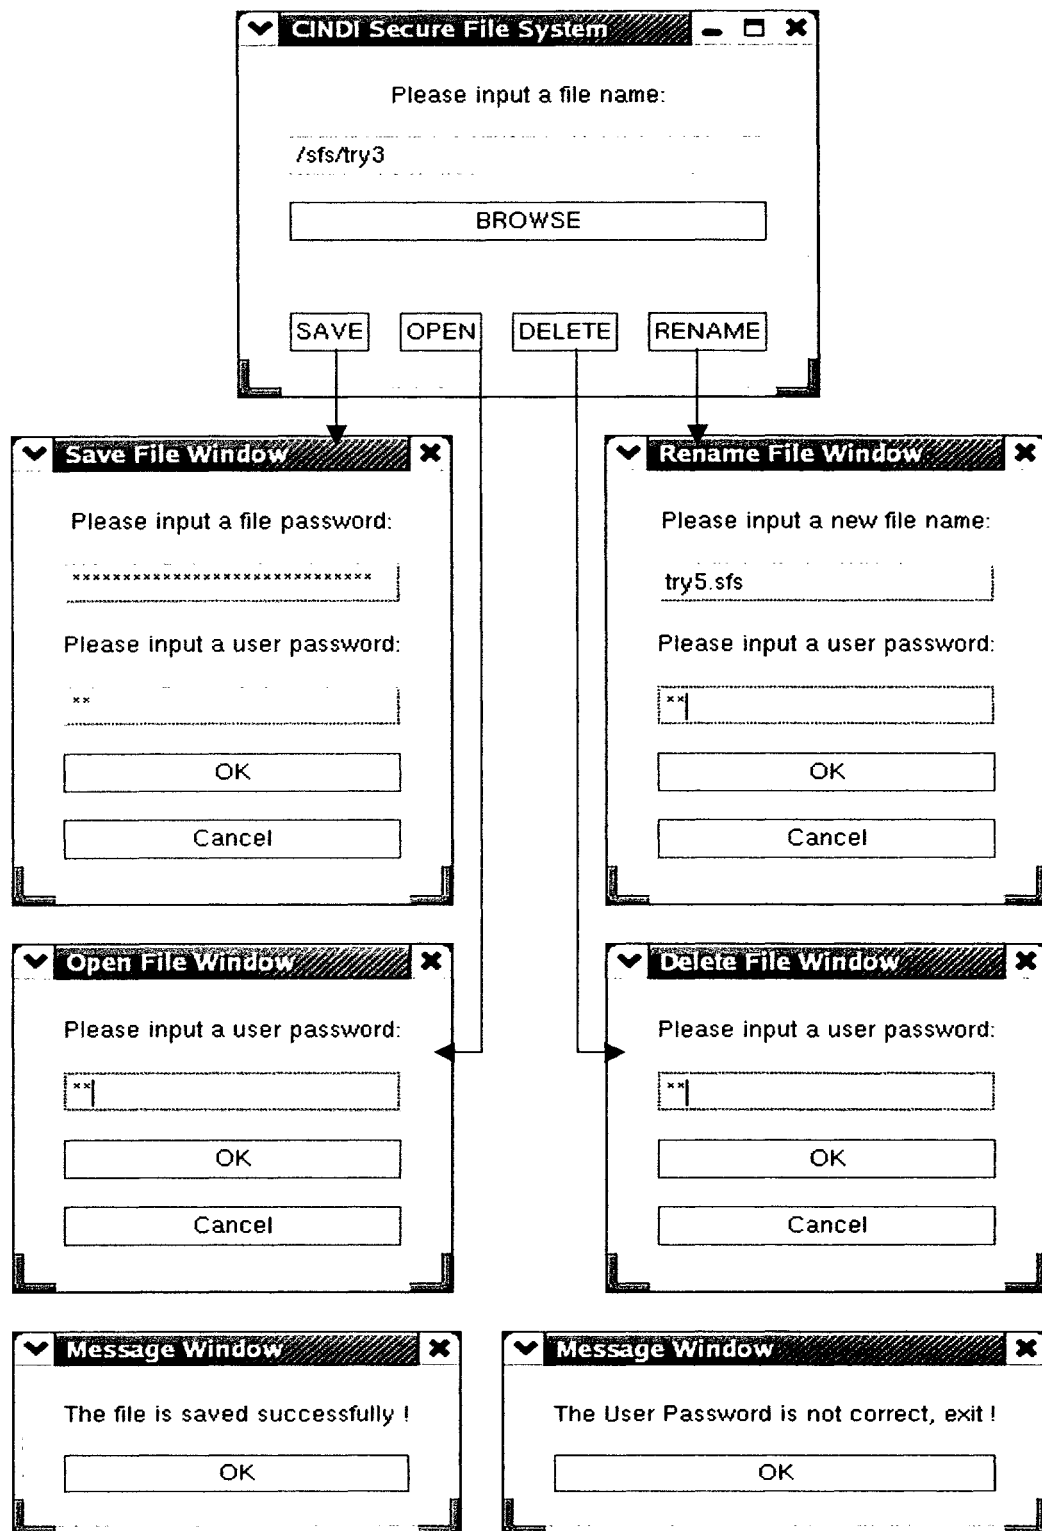 CINDI Secure File System
Please input a file name:
/sfs/try3
BROWSE
SAVE OPEN DELETE RENAME
Save File Window
Please input a file password:
******************************
Please input a user password:
**
OK
Cancel
Rename File Window
Please input a new file name:
try5.sfs
Please input a user password:
**
OK
Cancel
Open File Window
Please input a user password:
**
OK
Cancel
Delete File Window
Please input a user password:
**
OK
Cancel
Message Window
The file is saved successfully !
OK
Message Window
The User Password is not correct, exit !
OK